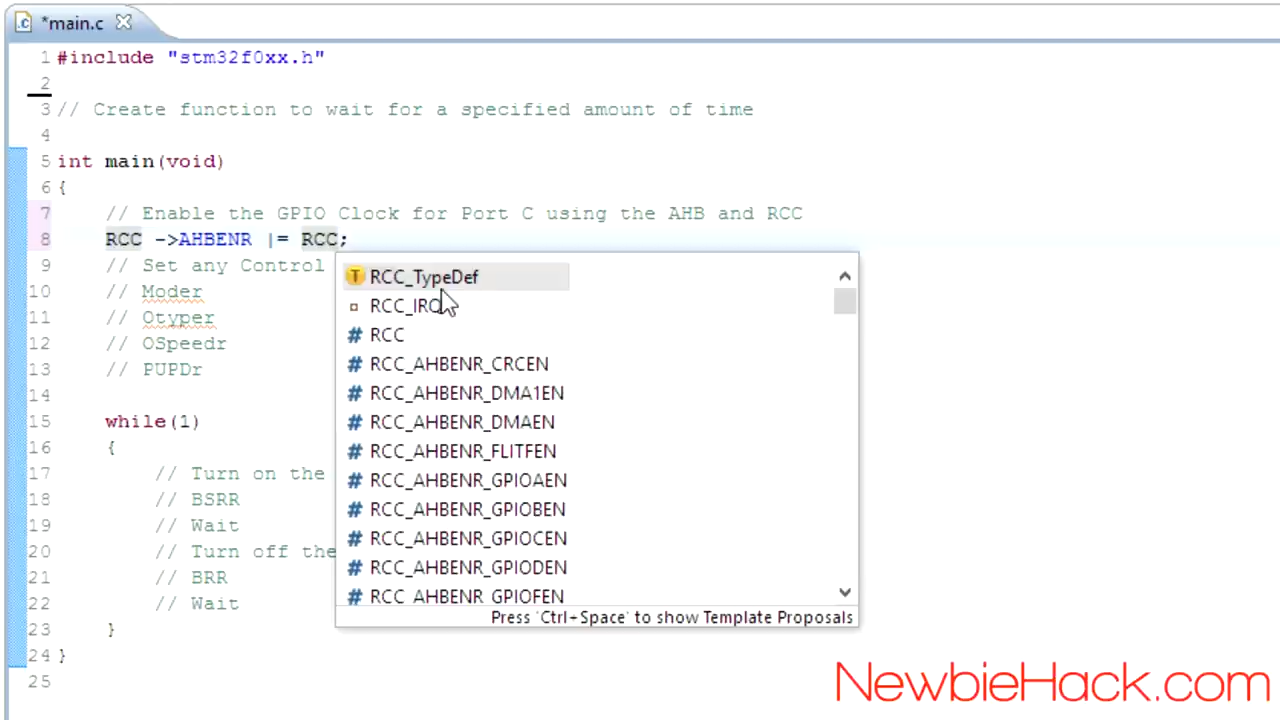 *main.c
1 #include "stm32f0xx.h"
2
3 // Create function to wait for a specified amount of time
4
5 int main(void)
6 {
7 // Enable the GPIO Clock for Port C using the AHB and RCC
8 RCC ->AHBENR |= RCC;
9 // Set any Control
10 // Moder
11 // Otyper
12 // OSpeedr
13 // PUPDr
14
15 while(1)
16 {
17 // Turn on the
18 // BSRR
19 // Wait
20 // Turn off the
21 // BRR
22 // Wait
23 }
24 }
25
RCC_TypeDef
RCC
# RCC_AHBENR_CRCEN
# RCC_AHBENR_DMA1EN
# RCC_AHBENR_DMAEN
# RCC_AHBENR_FLITFEN
# RCC_AHBENR_GPIOAEN
# RCC_AHBENR_GPIOBEN
# RCC_AHBENR_GPIOCEN
# RCC_AHBENR_GPIODEN
# RCC_AHBENR_GPIOFEN
Press 'Ctrl+Space' to show Template Proposals
NewbieHack.com